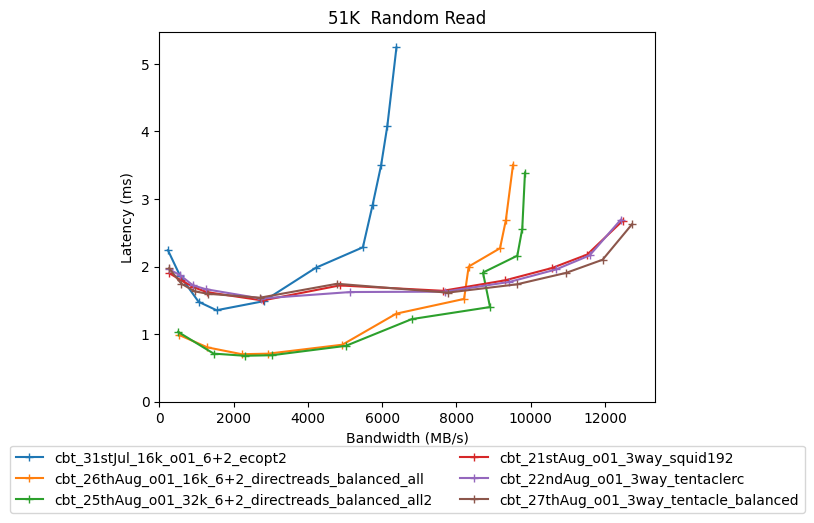 51K  Random Read
Latency (ms)
5
4
3
2
1
0
0 2000 4000 6000 8000 10000 12000
Bandwidth (MB/s)
cbt_31stJul_16k_o01_6+2_ecopt2
cbt_26thAug_o01_16k_6+2_directreads_balanced_all
cbt_25thAug_o01_32k_6+2_directreads_balanced_all2
cbt_21stAug_o01_3way_squid192
cbt_22ndAug_o01_3way_tentaclerc
cbt_27thAug_o01_3way_tentacle_balanced